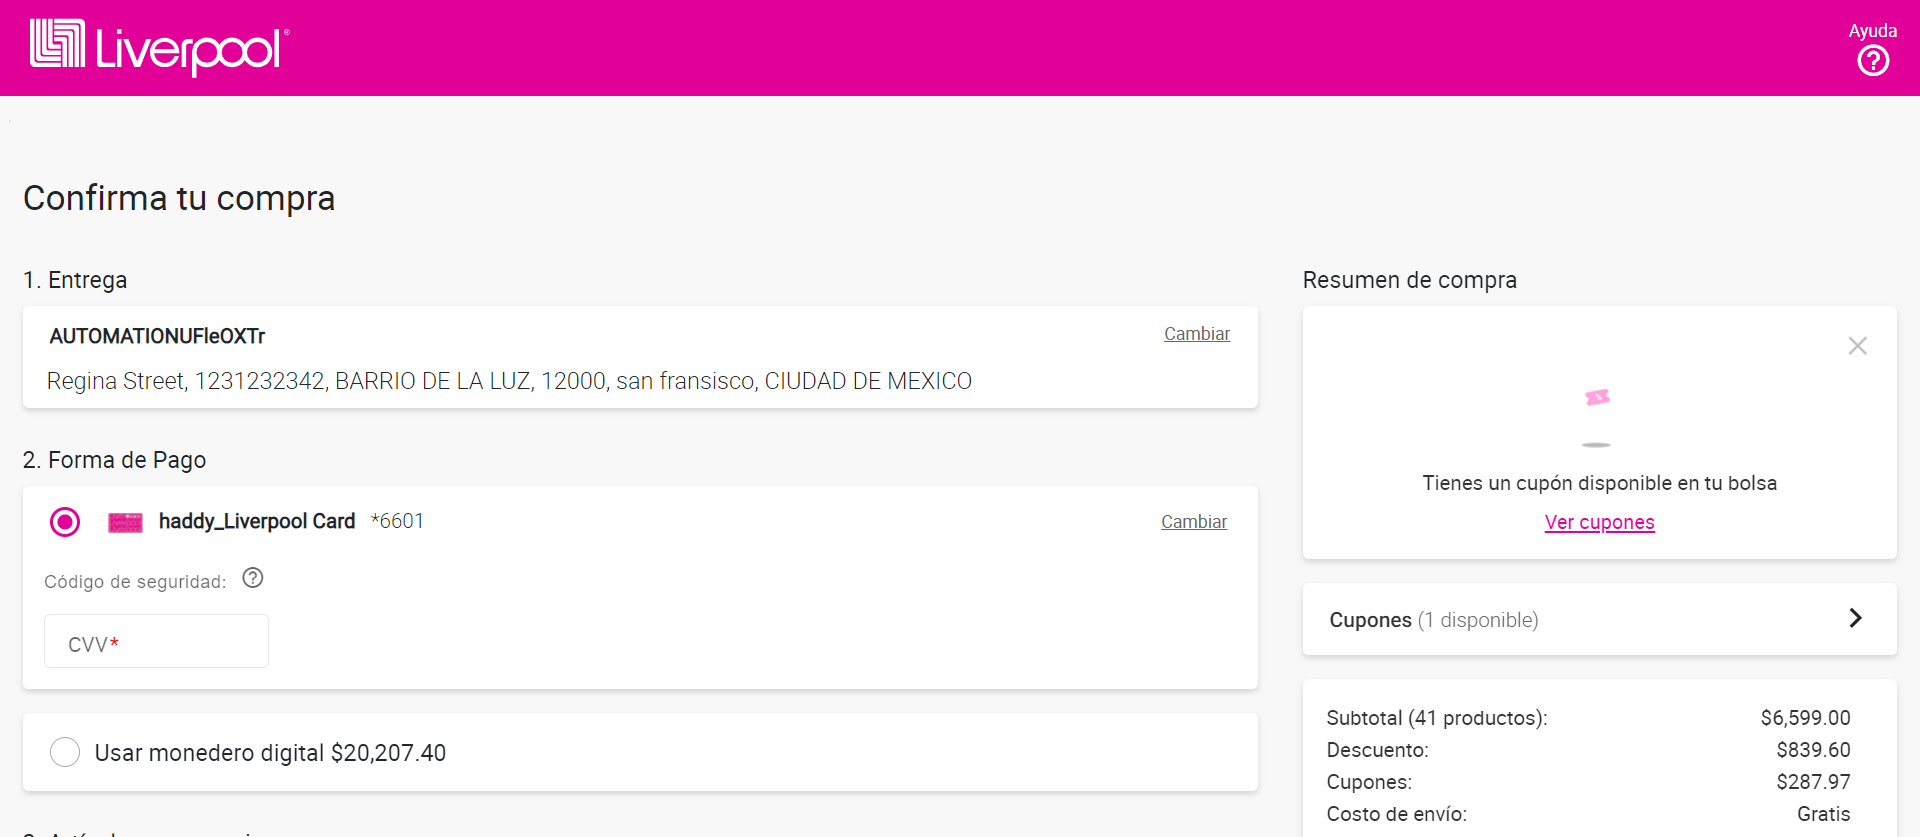 Liverpool®
Ayuda
Confirma tu compra
1. Entrega
AUTOMATIONUFleOXTr
Cambiar
Regina Street, 1231232342, BARRIO DE LA LUZ, 12000, san fransisco, CIUDAD DE MEXICO
2. Forma de Pago
haddy_Liverpool Card *6601
Cambiar
Código de seguridad:
CVV*
Usar monedero digital $20,207.40
Resumen de compra
Tienes un cupón disponible en tu bolsa
Ver cupones
Cupones (1 disponible)
Subtotal (41 productos): $6,599.00
Descuento: $839.60
Cupones: $287.97
Costo de envío: Gratis